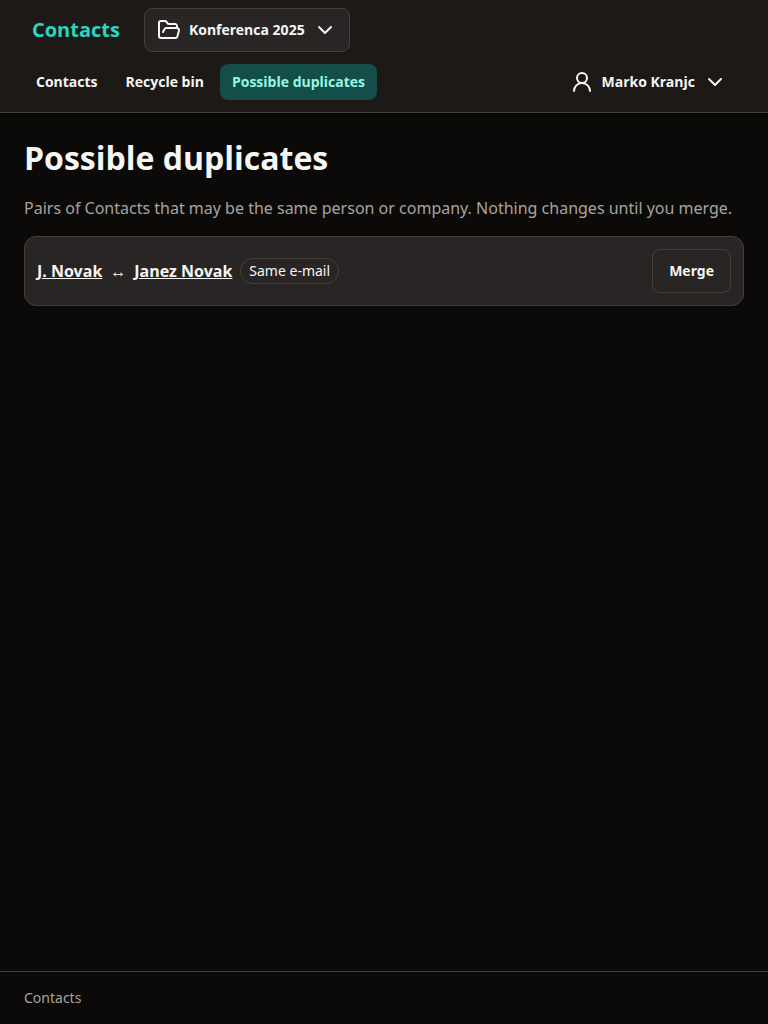 Contacts
Konferenca 2025
Contacts
Recycle bin
Possible duplicates
Marko Kranjc
Possible duplicates
Pairs of Contacts that may be the same person or company. Nothing changes until you merge.
J. Novak ↔ Janez Novak Same e-mail
Merge
Contacts